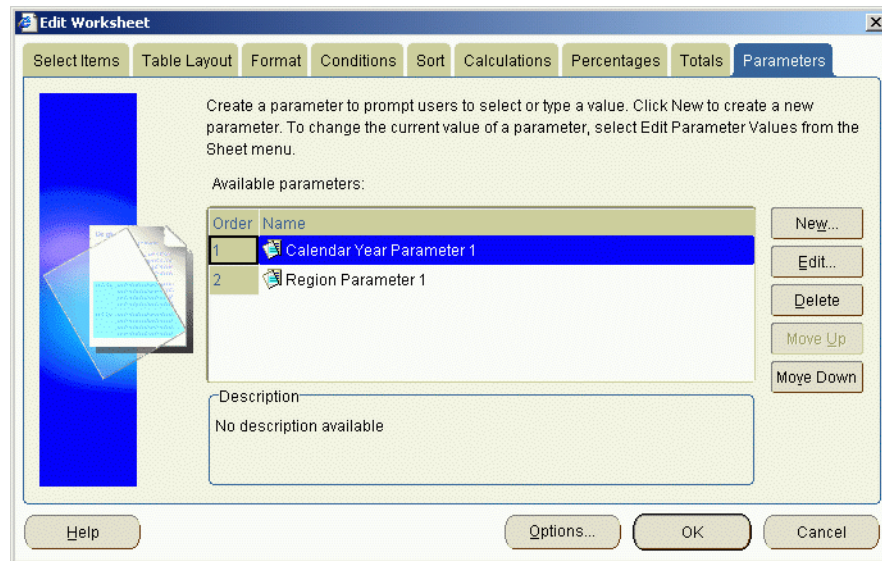 Edit Worksheet
Select Items Table Layout Format Conditions Sort Calculations Percentages Totals Parameters
Create a parameter to prompt users to select or type a value. Click New to create a new
parameter. To change the current value of a parameter, select Edit Parameter Values from the
Sheet menu.
Available parameters:
Order Name
1 Calendar Year Parameter 1
2 Region Parameter 1
New...
Edit...
Delete
Move Up
Move Down
Description
No description available
Help Options... OK Cancel